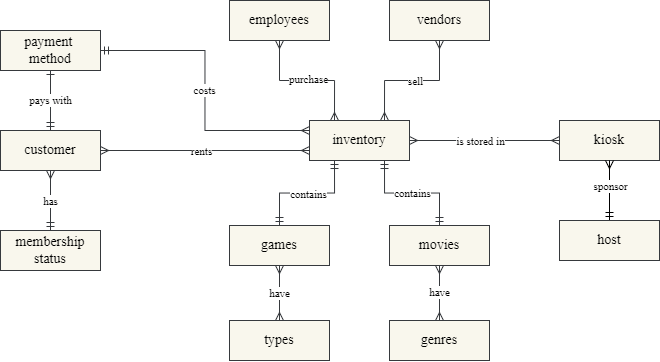 employees
vendors
payment
method
purchase
sell
costs
pays with
customer
rents
inventory
is stored in
kiosk
has
contains
contains
sponsor
membership
status
games
movies
host
have
have
types
genres